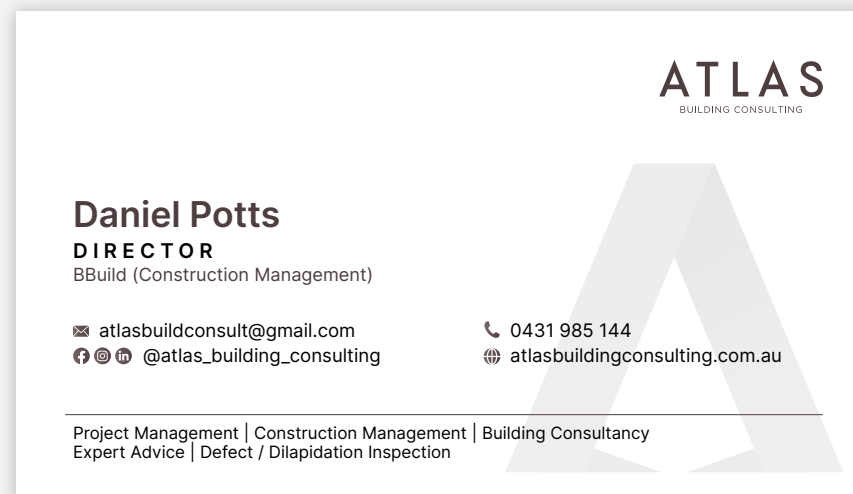 ATLAS
BUILDING CONSULTING
Daniel Potts
DIRECTOR
BBuild (Construction Management)
atlasbuildconsult@gmail.com
0431 985 144
@atlas_building_consulting
atlasbuildingconsulting.com.au
Project Management | Construction Management | Building Consultancy
Expert Advice | Defect / Dilapidation Inspection